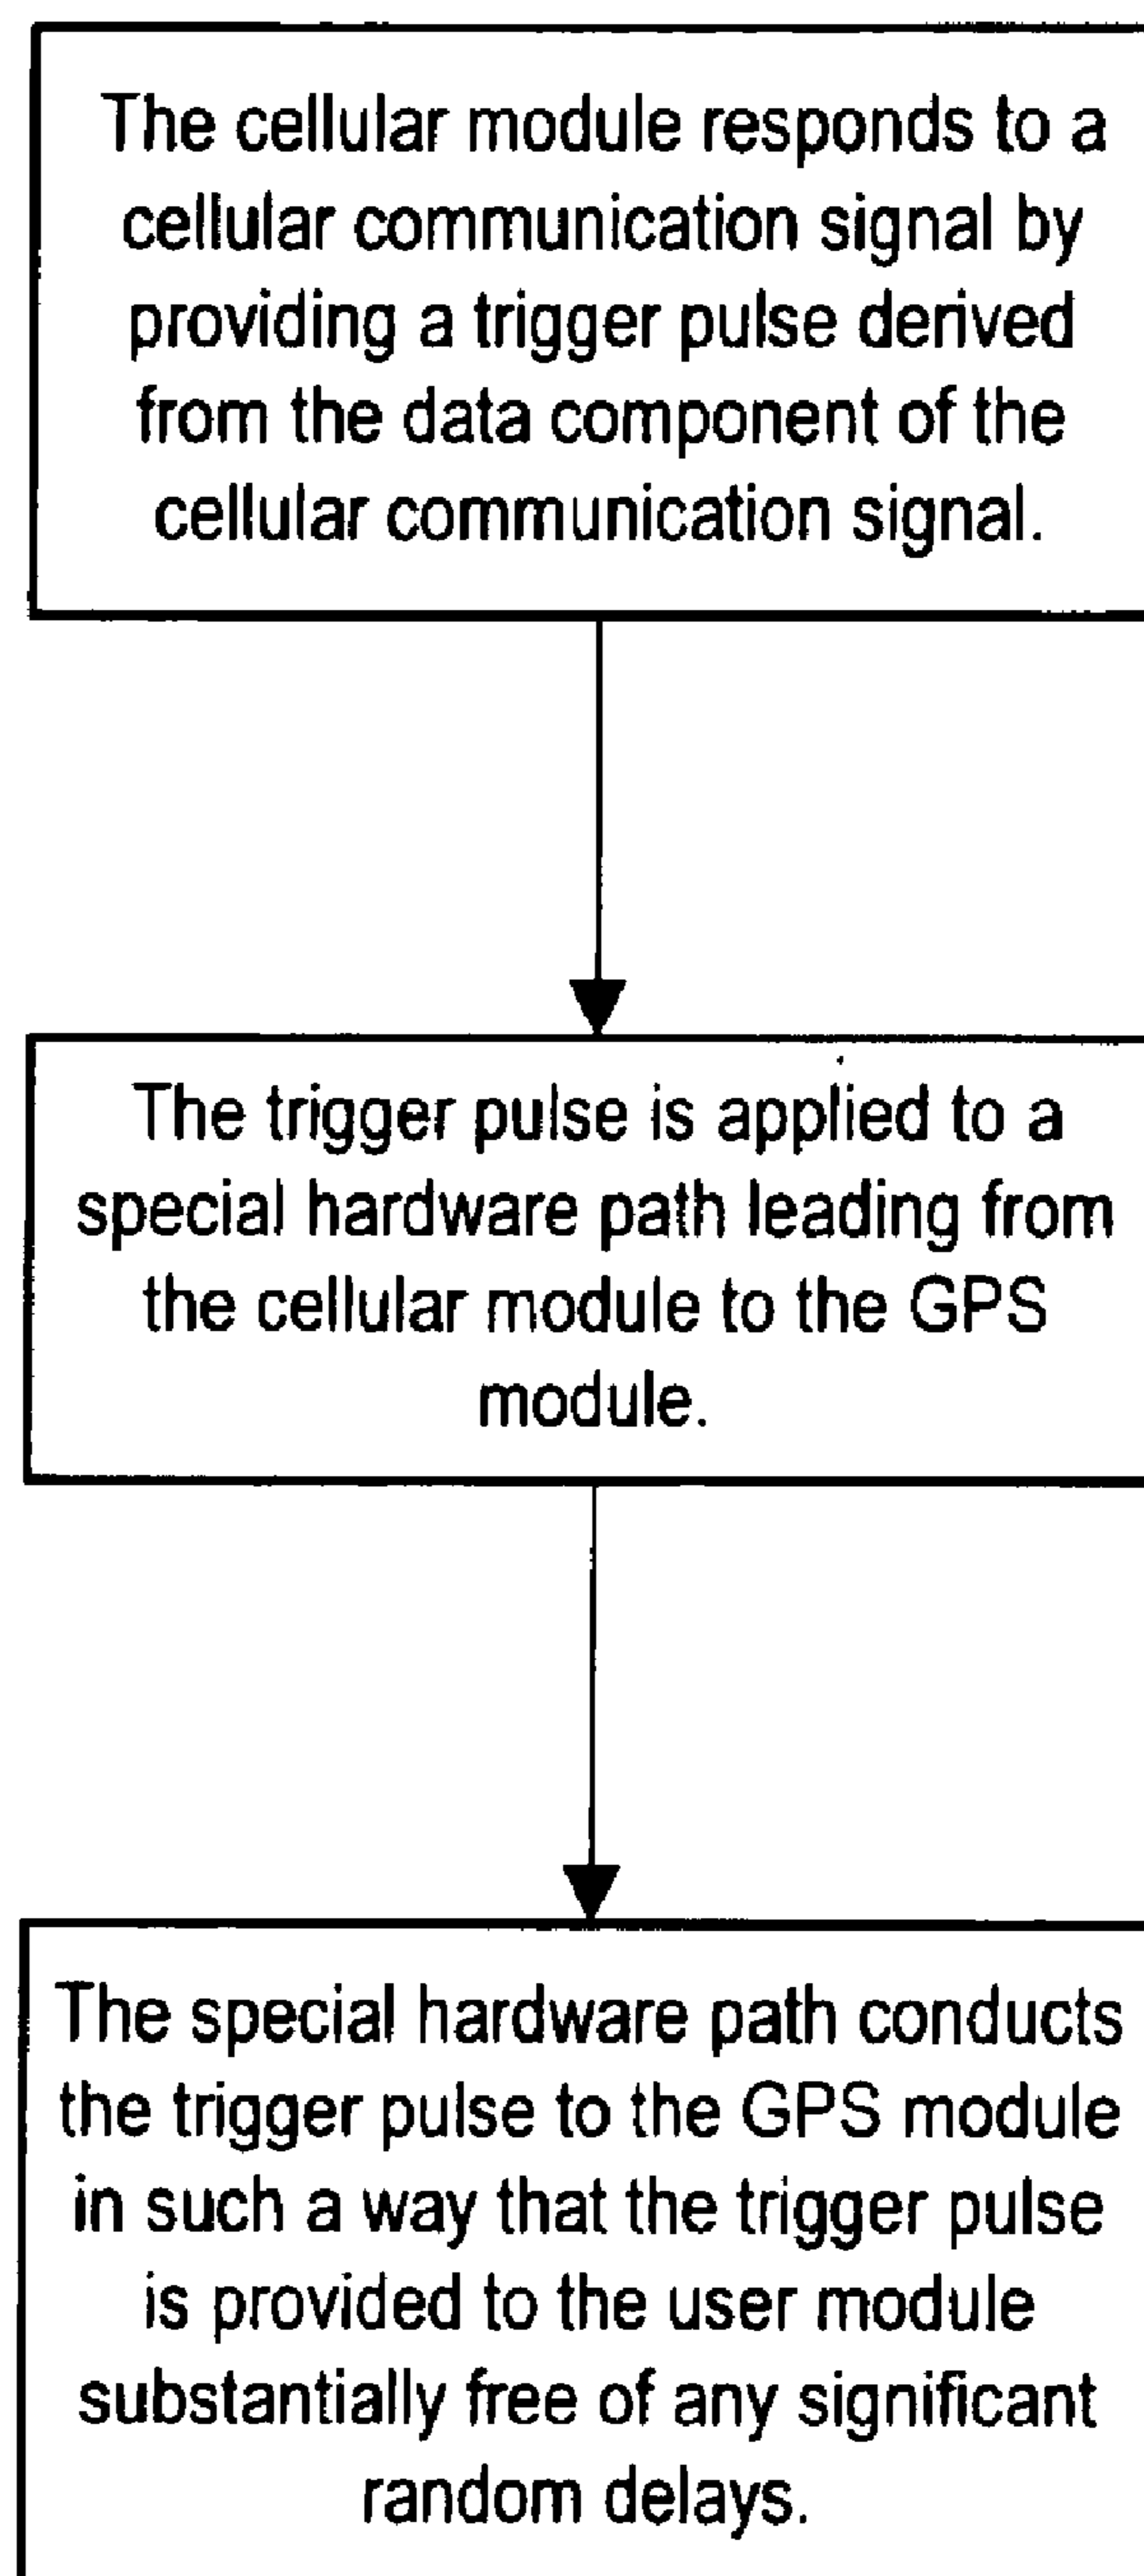 The cellular module responds to a
cellular communication signal by
providing a trigger pulse derived
from the data component of the
cellular communication signal.
The trigger pulse is applied to a
special hardware path leading from
the cellular module to the GPS
module.
The special hardware path conducts
the trigger pulse to the GPS module
in such a way that the trigger pulse
is provided to the user module
substantially free of any significant
random delays.